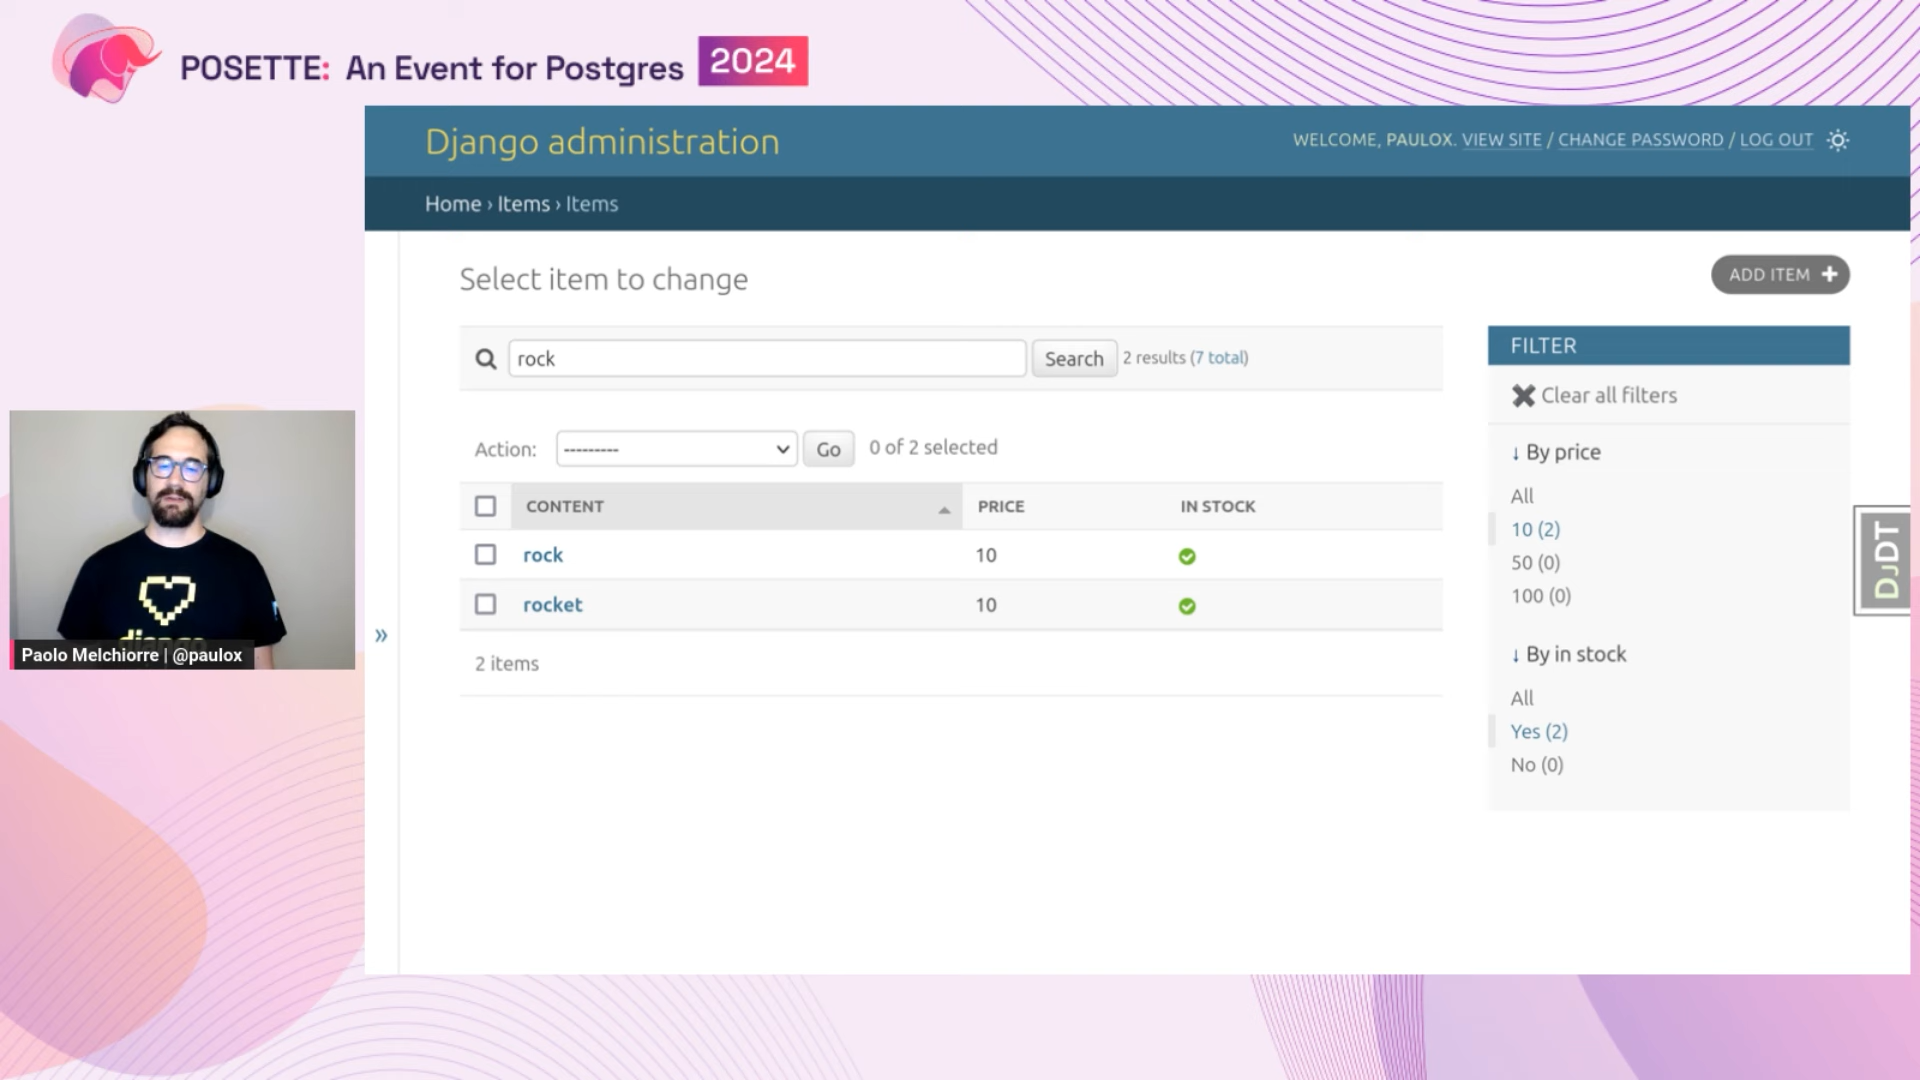 POSETTE: An Event for Postgres 2024
Django administration
WELCOME, PAULOX. VIEW SITE / CHANGE PASSWORD / LOG OUT
Home › Items › Items
Select item to change
ADD ITEM +
rock
Search
2 results (7 total)
Action:
---------
Go
0 of 2 selected
CONTENT PRICE IN STOCK
rock 10
rocket 10
2 items
»
FILTER
Clear all filters
↓ By price
All
10 (2)
50 (0)
100 (0)
↓ By in stock
All
Yes (2)
No (0)
DJDT
django
Paolo Melchiorre | @paulox